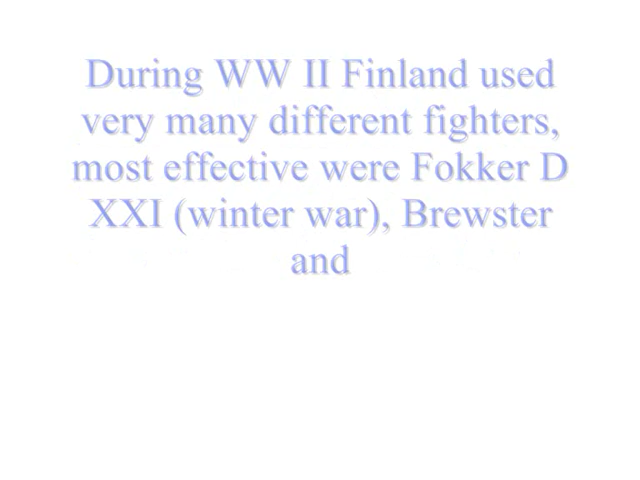 During WW II Finland used
very many different fighters,
most effective were Fokker D
XXI (winter war), Brewster
and